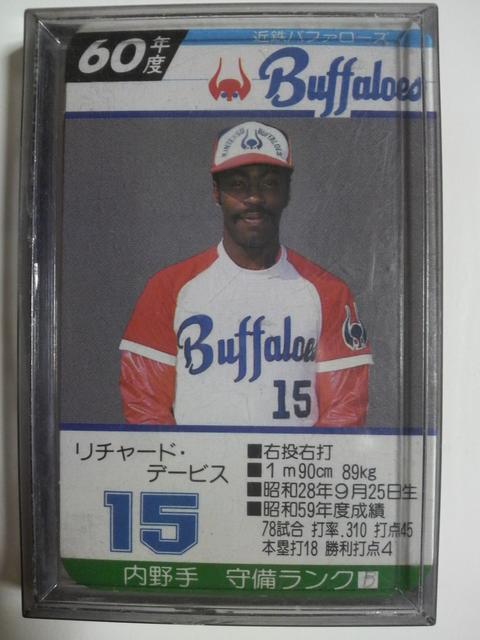 60年度
近鉄バファローズ
Buffaloes
KINTETSU BUFFALOES
Buffaloes
15
リチャード・
デービス
15
■右投右打
■1m90cm 89kg
■昭和28年9月25日生
■昭和59年度成績
78試合 打率.310 打点45
本塁打18 勝利打点4
内野手 守備ランク